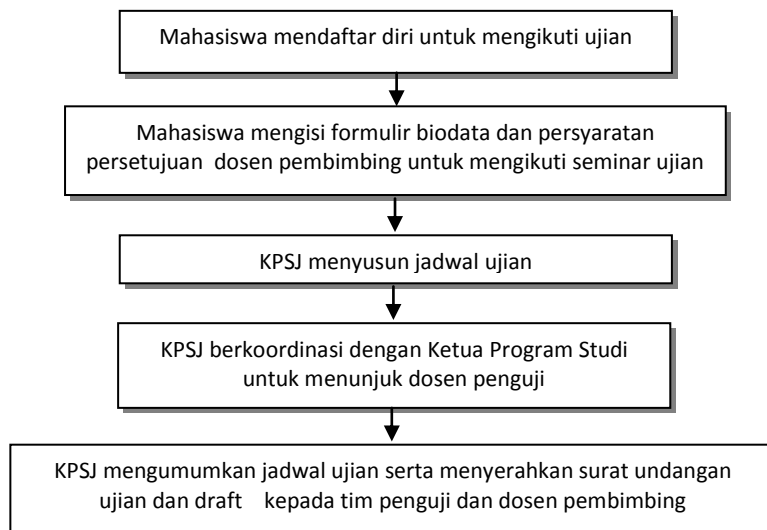 Mahasiswa mendaftar diri untuk mengikuti ujian
Mahasiswa mengisi formulir biodata dan persyaratan
persetujuan dosen pembimbing untuk mengikuti seminar ujian
KPSJ menyusun jadwal ujian
KPSJ berkoordinasi dengan Ketua Program Studi
untuk menunjuk dosen penguji
KPSJ mengumumkan jadwal ujian serta menyerahkan surat undangan
ujian dan draft kepada tim penguji dan dosen pembimbing